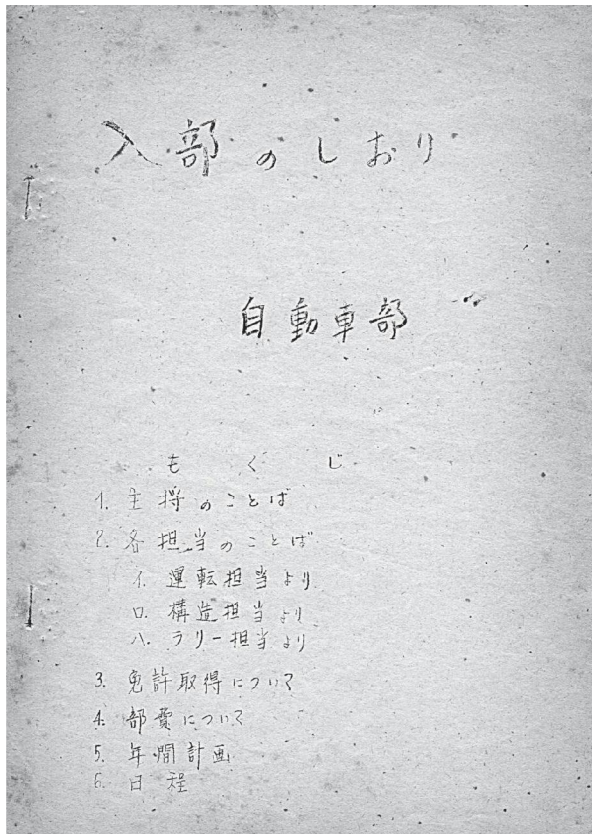 入部のしおり
自動車部
もくじ
1. 主将のことば
2. 各担当のことば
イ. 運転担当より
ロ. 構造担当より
ハ. ラリー担当より
3. 免許取得について
4. 部費について
5. 年間計画
6. 日程